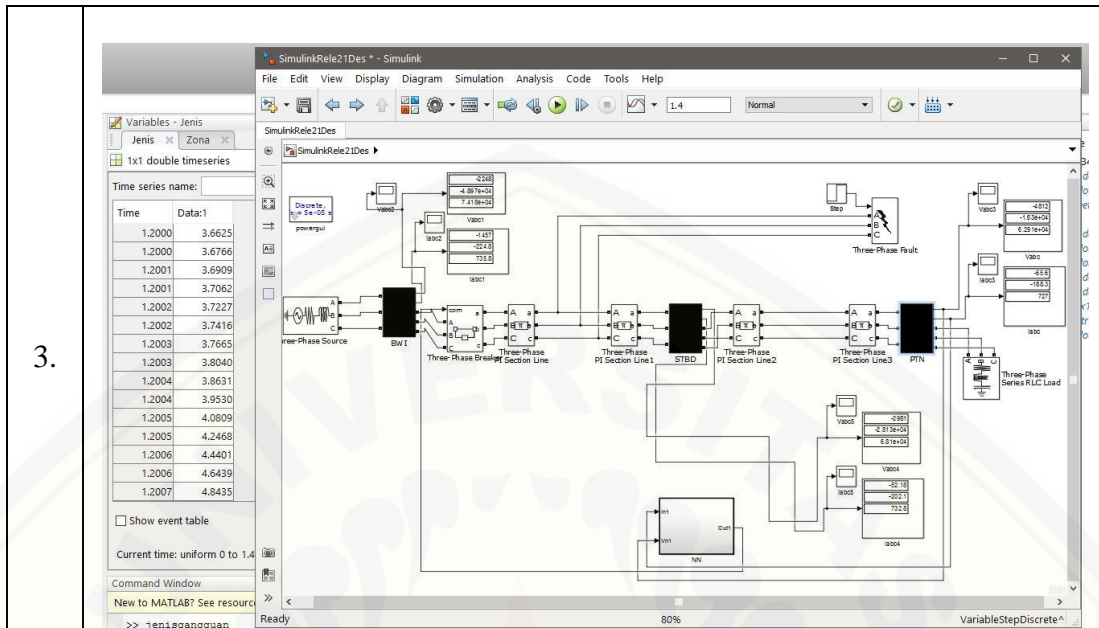 3.
SimulinkRele21Des * - Simulink
File Edit View Display Diagram Simulation Analysis Code Tools Help
1.4 Normal
SimulinkRele21Des
SimulinkRele21Des
Variables - Jenis
Jenis Zona
1x1 double timeseries
Time series name:
Time Data:1
1.2000 3.6625
1.2000 3.6766
1.2001 3.6909
1.2001 3.7062
1.2002 3.7227
1.2002 3.7416
1.2003 3.7665
1.2003 3.8040
1.2004 3.8631
1.2004 3.9530
1.2005 4.0809
1.2005 4.2468
1.2006 4.4401
1.2006 4.6439
1.2007 4.8435
Show event table
Current time: uniform 0 to 1.4
Command Window
New to MATLAB? See resourc
>> jenisgangguan
Discrete,
s = 5e-05 s
powergui
Vabc2
-2248
-4.897e+04
7.418e+04
Vabc1
Iabc2
-1457
-224.8
735.8
Iabc1
Step
A
B
C
Three-Phase Fault
Vabc3
-4812
-1.63e+04
6.291e+04
Vabc
Iabc3
-65.6
-188.3
727
Iabc
A
B
C
hree-Phase Source
BWI
com
a
A
b
B
c
C
Three-Phase Breaker
A a
B b
C c
Three-Phase
PI Section Line
A a
B b
C c
Three-Phase
PI Section Line1
STBD
A a
B b
C c
Three-Phase
PI Section Line2
A a
B b
C c
Three-Phase
PI Section Line3
PTN
A B C
Three-Phase
Series RLC Load
Vabc5
-2981
-2.813e+04
6.81e+04
Vabc4
Iabc5
-52.18
-202.1
732.8
Iabc4
In1
Vn1
Out1
NN
Ready 80% VariableStepDiscrete
UNIVERSITAS